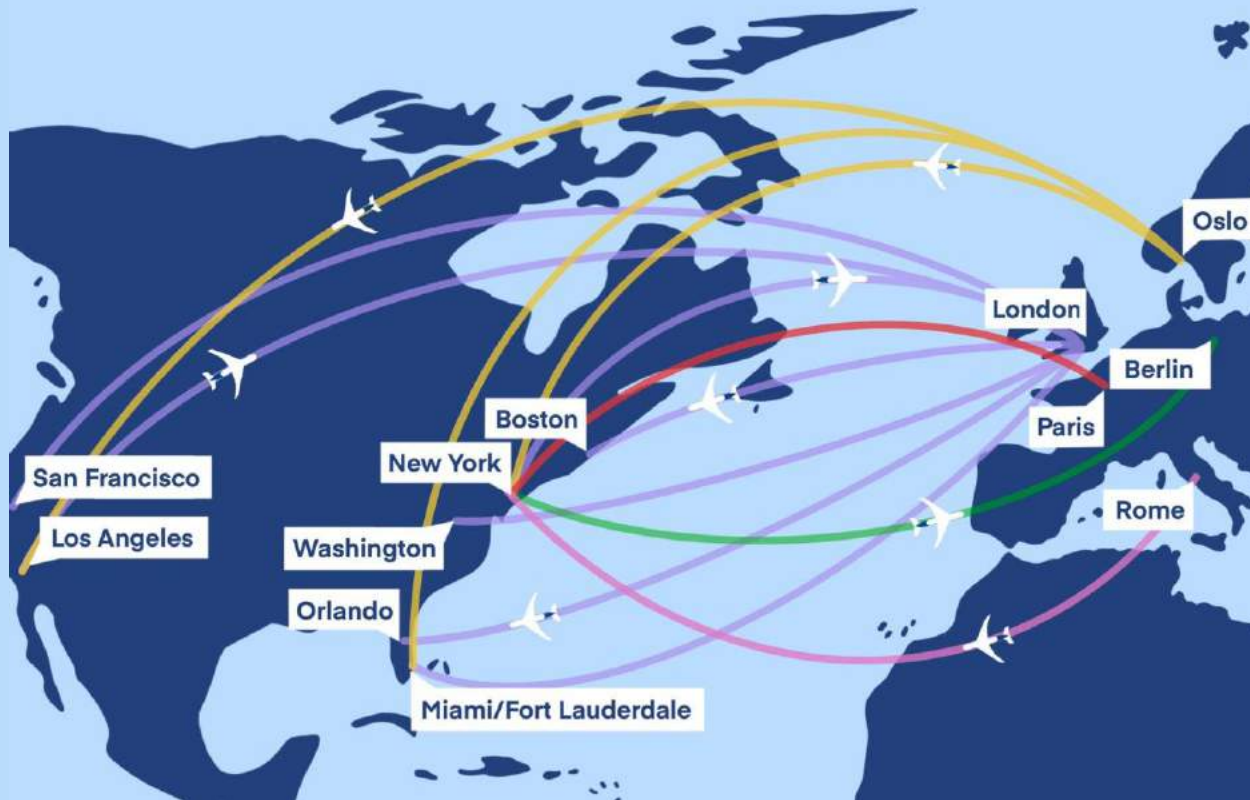 Oslo
London
Berlin
Paris
Boston
New York
San Francisco
Rome
Los Angeles
Washington
Orlando
Miami/Fort Lauderdale